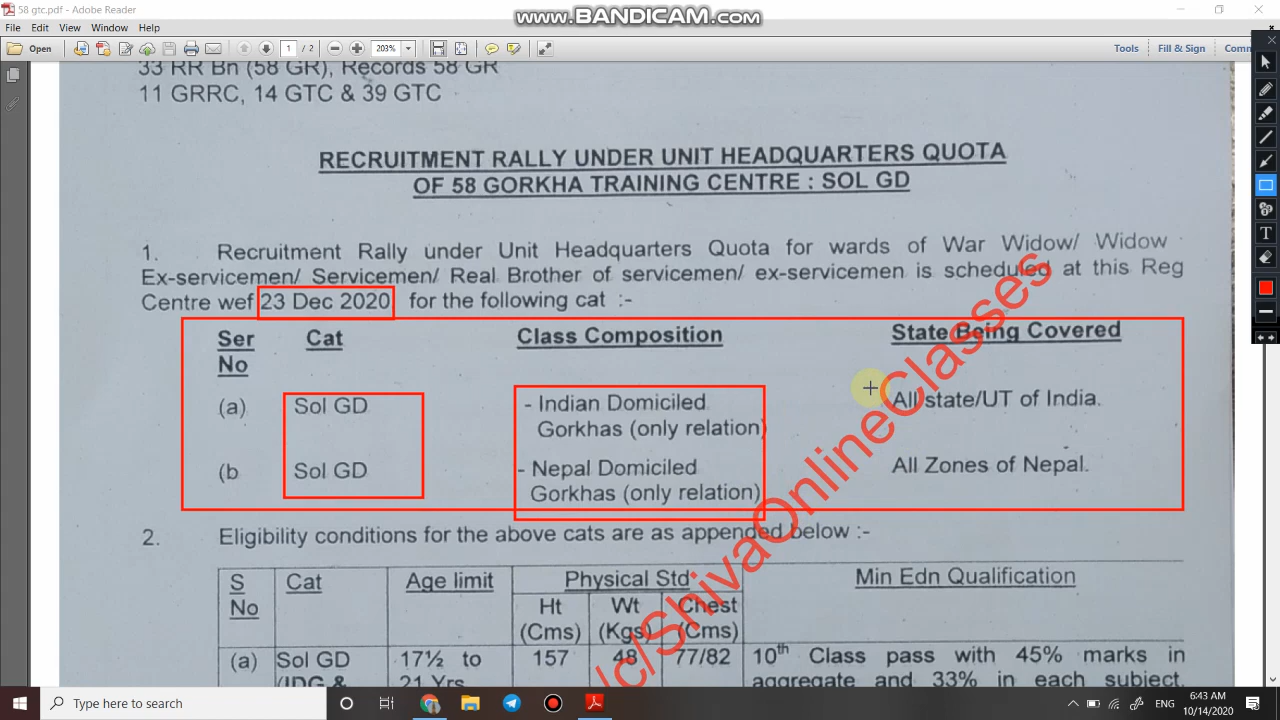 58 gtc.pdf - Adobe Reader
www.BANDICAM.com
File Edit View Window Help
Open 1 / 2 203% Tools Fill & Sign Comm
33 RR Bn (58 GR), Records 58 GR
11 GRRC, 14 GTC & 39 GTC
RECRUITMENT RALLY UNDER UNIT HEADQUARTERS QUOTA
OF 58 GORKHA TRAINING CENTRE : SOL GD
1. Recruitment Rally under Unit Headquarters Quota for wards of War Widow/ Widow
Ex-servicemen/ Servicemen/ Real Brother of servicemen/ ex-servicemen is scheduled at this Reg
Centre wef 23 Dec 2020 for the following cat :-
Ser No Cat Class Composition State Being Covered
(a) Sol GD - Indian Domiciled All state/UT of India.
Gorkhas (only relation)
(b Sol GD - Nepal Domiciled All Zones of Nepal.
Gorkhas (only relation)
2. Eligibility conditions for the above cats are as appended below :-
S No Cat Age limit Physical Std Min Edn Qualification
Ht (Cms) Wt (Kgs) Chest (Cms)
(a) Sol GD 17½ to 157 48 77/82 10th Class pass with 45% marks in
(IDG & 21 Yrs aggregate and 33% in each subject.
/c/ShivaOnlineClasses
Type here to search
ENG
6:43 AM
10/14/2020